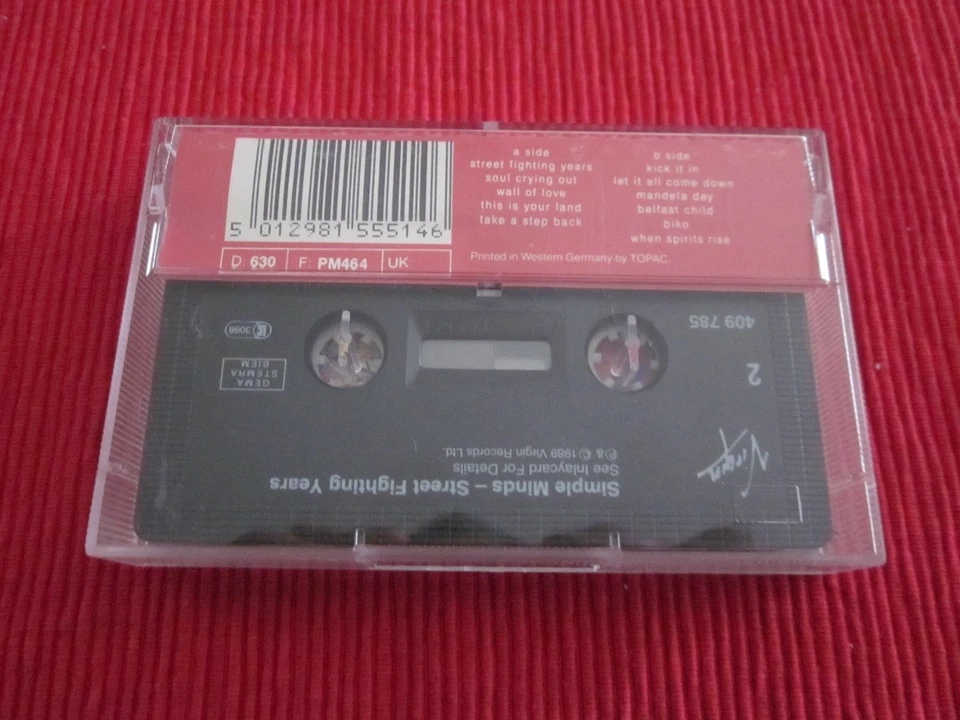 a side
street fighting years
soul crying out
wall of love
this is your land
take a step back
b side
kick it in
let it all come down
mandela day
belfast child
biko
when spirits rise
Printed in Western Germany by TOPAC.
5 012981 555146
D: 630 F: PM464 UK:
Simple Minds – Street Fighting Years
See Inlaycard For Details
℗ & © 1989 Virgin Records Ltd.
Virgin
2
409 785
GEMA
STEMRA
BIEM
LC 3098